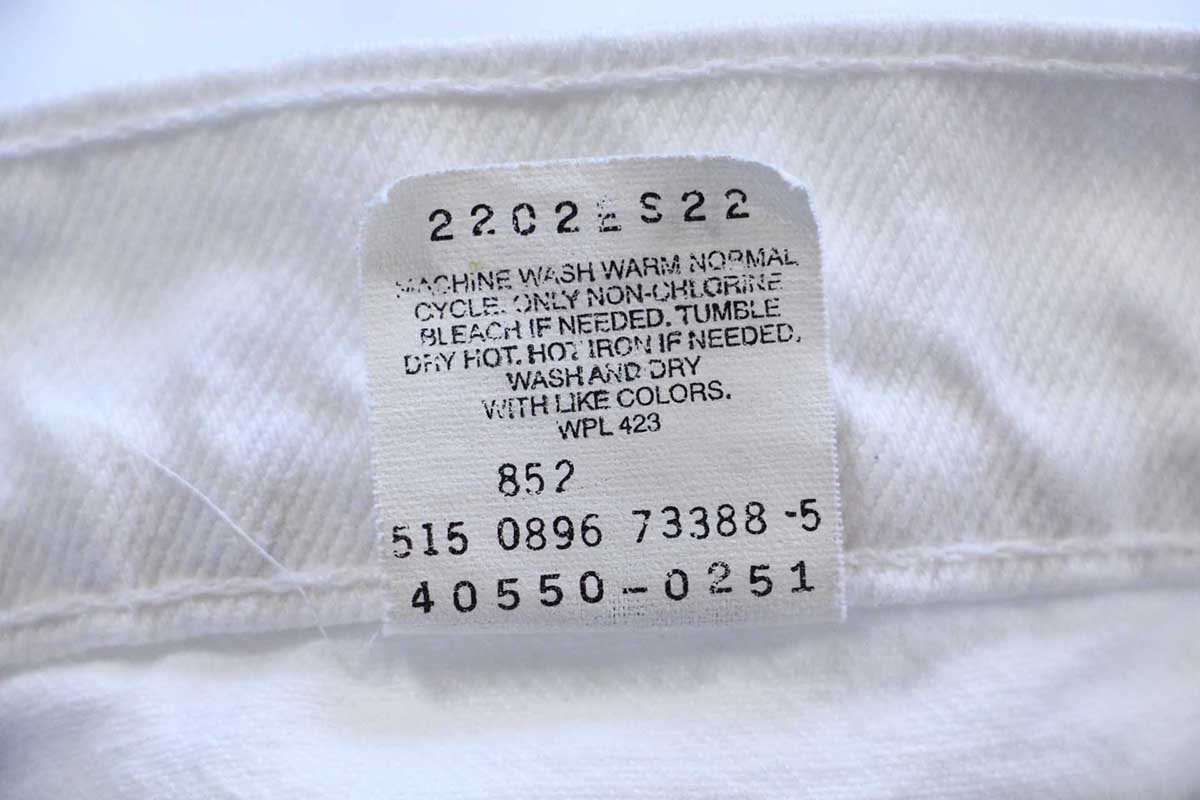 2202 S22
MACHINE WASH WARM NORMAL
CYCLE. ONLY NON-CHLORINE
BLEACH IF NEEDED. TUMBLE
DRY HOT. HOT IRON IF NEEDED.
WASH AND DRY
WITH LIKE COLORS.
WPL 423
852
515 0896 73388 -5
40550-0251